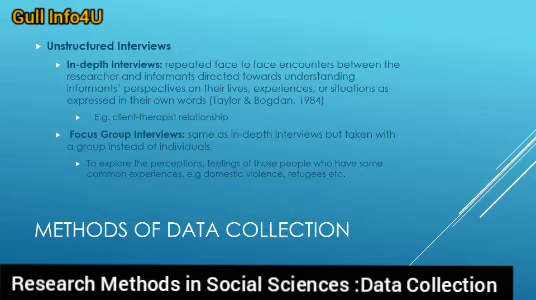 Gull Info4U
Unstructured Interviews
In-depth Interviews: repeated face to face encounters between the
researcher and informants directed towards understanding
informants' perspectives on their lives, experiences, or situations as
expressed in their own words (Taylor & Bogdan, 1984)
E.g. client-therapist relationship
Focus Group Interviews: same as in-depth interviews but taken with
a group instead of individuals.
To explore the perceptions, feelings of those people who have same
common experiences, e.g domestic violence, refugees etc.
METHODS OF DATA COLLECTION
Research Methods in Social Sciences :Data Collection